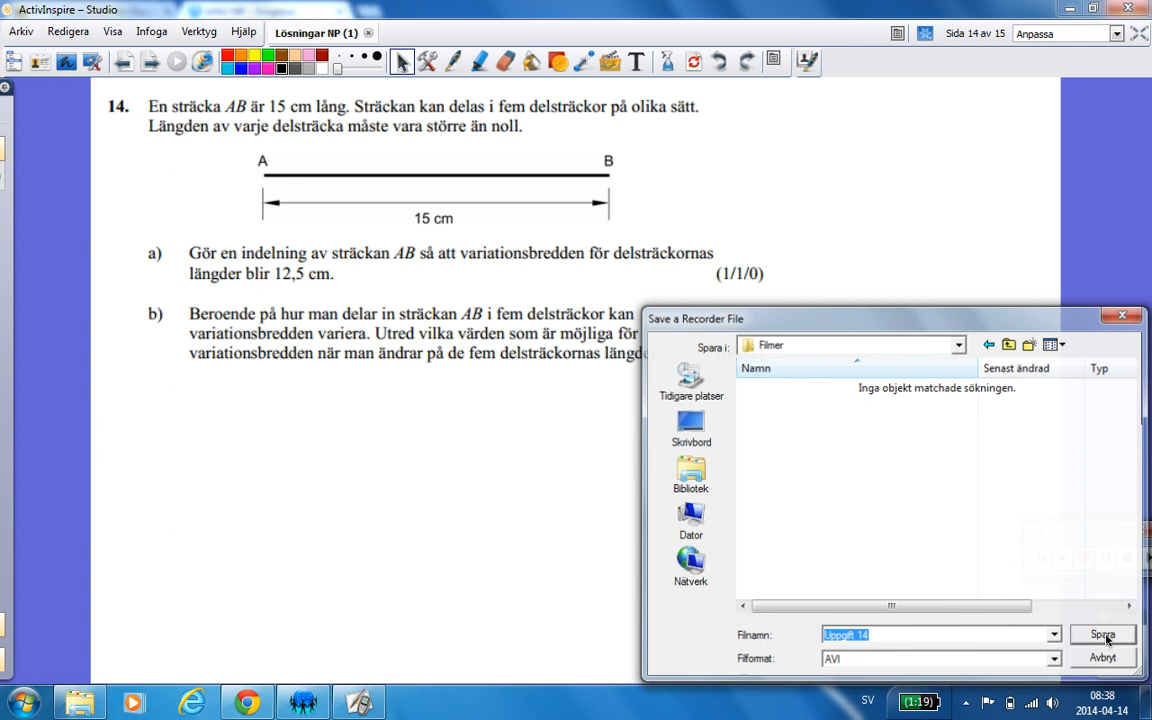 ActivInspire – Studio
Arkiv Redigera Visa Infoga Verktyg Hjälp Lösningar NP (1) Sida 14 av 15 Anpassa
14. En sträcka AB är 15 cm lång. Sträckan kan delas i fem delsträckor på olika sätt.
Längden av varje delsträcka måste vara större än noll.
A B
15 cm
a) Gör en indelning av sträckan AB så att variationsbredden för delsträckornas
längder blir 12,5 cm. (1/1/0)
b) Beroende på hur man delar in sträckan AB i fem delsträckor kan
variationsbredden variera. Utred vilka värden som är möjliga för
variationsbredden när man ändrar på de fem delsträckornas längde
Save a Recorder File
Spara i: Filmer
Namn Senast ändrad Typ
Inga objekt matchade sökningen.
Tidigare platser
Skrivbord
Bibliotek
Dator
Nätverk
Filnamn: Uppgift 14 Spara
Filformat: AVI Avbryt
SV (1:19) 08:38
2014-04-14